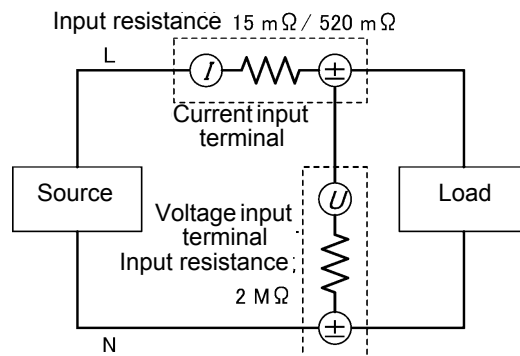 Input resistance 15 mΩ / 520 mΩ
L
I
±
Current input
terminal
Source
Load
U
Voltage input
terminal
Input resistance
2 MΩ
±
N